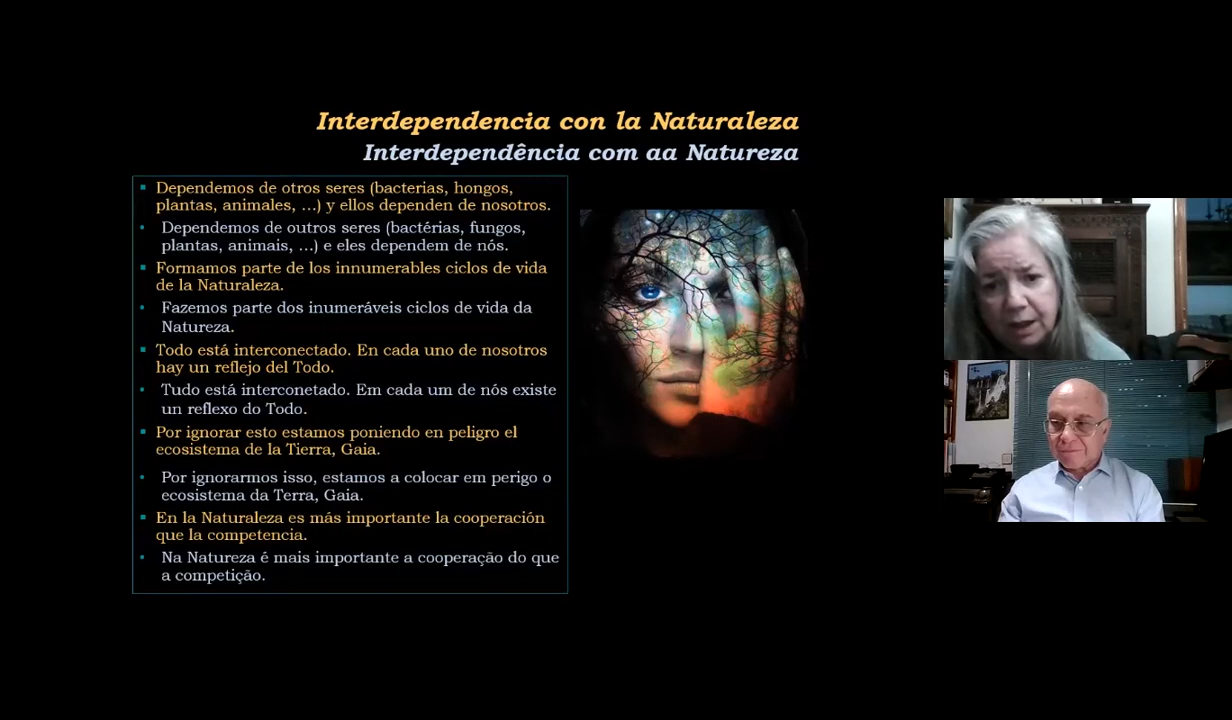 Interdependencia con la Naturaleza
Interdependência com aa Natureza
Dependemos de otros seres (bacterias, hongos,
plantas, animales, ...) y ellos dependen de nosotros.
Dependemos de outros seres (bactérias, fungos,
plantas, animais, ...) e eles dependem de nós.
Formamos parte de los innumerables ciclos de vida
de la Naturaleza.
Fazemos parte dos inumeráveis ciclos de vida da
Natureza.
Todo está interconectado. En cada uno de nosotros
hay un reflejo del Todo.
Tudo está interconetado. Em cada um de nós existe
um reflexo do Todo.
Por ignorar esto estamos poniendo en peligro el
ecosistema de la Tierra, Gaia.
Por ignorarmos isso, estamos a colocar em perigo o
ecosistema da Terra, Gaia.
En la Naturaleza es más importante la cooperación
que la competencia.
Na Natureza é mais importante a cooperação do que
a competição.